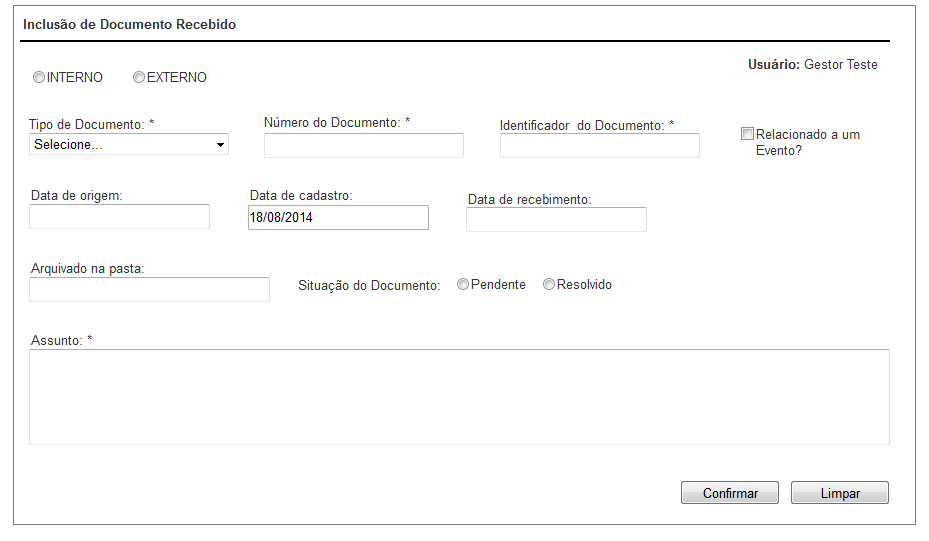 Inclusão de Documento Recebido
Usuário: Gestor Teste
INTERNO EXTERNO
Tipo de Documento: * Número do Documento: * Identificador do Documento: *
Selecione... Relacionado a um
Evento?
Data de origem: Data de cadastro: Data de recebimento:
18/08/2014
Arquivado na pasta:
Situação do Documento: Pendente Resolvido
Assunto: *
Confirmar Limpar